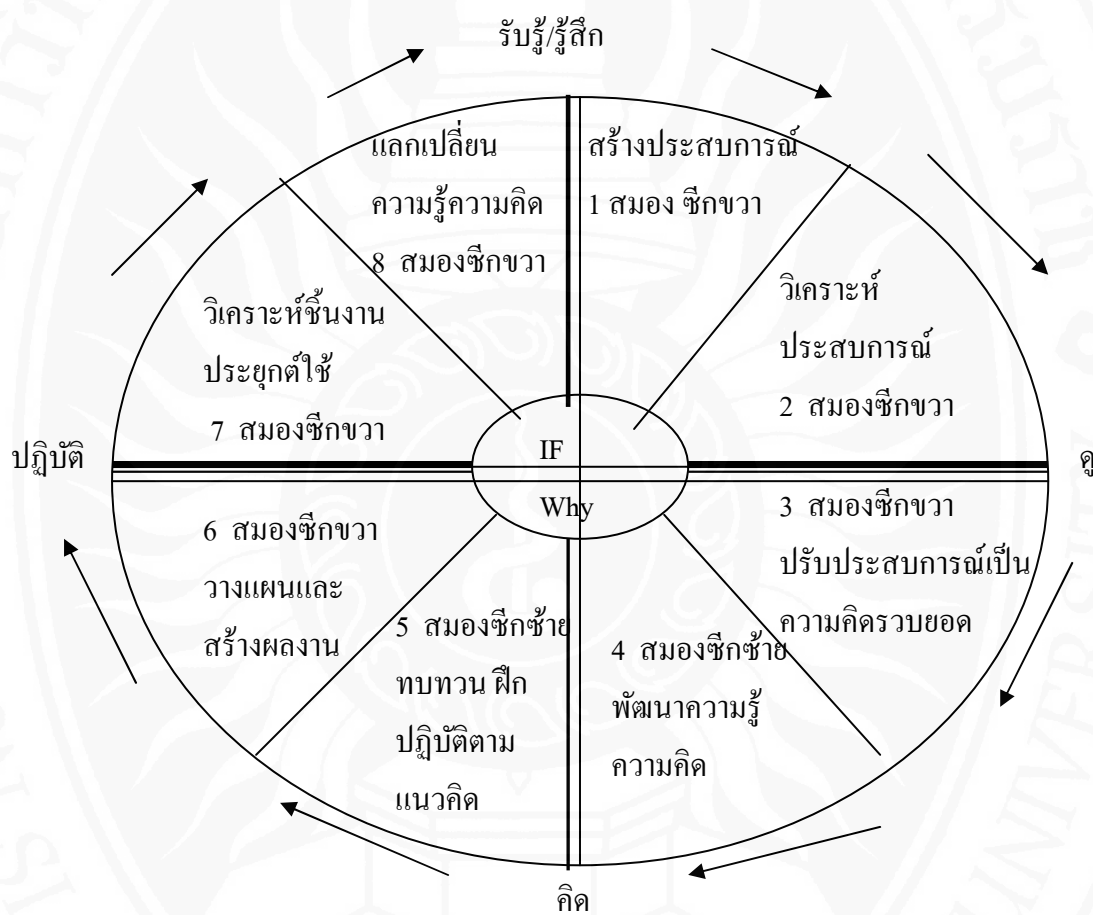 รับรู้/รู้สึก
สร้างประสบการณ์
1 สมอง ซีกขวา
วิเคราะห์
ประสบการณ์
2 สมองซีกขวา
ดู
3 สมองซีกขวา
ปรับประสบการณ์เป็น
ความคิดรวบยอด
4 สมองซีกซ้าย
พัฒนาความรู้
ความคิด
คิด
5 สมองซีกซ้าย
ทบทวน ฝึก
ปฏิบัติตาม
แนวคิด
6 สมองซีกขวา
วางแผนและ
สร้างผลงาน
ปฏิบัติ
วิเคราะห์ชิ้นงาน
ประยุกต์ใช้
7 สมองซีกขวา
แลกเปลี่ยน
ความรู้ความคิด
8 สมองซีกขวา
IF
Why